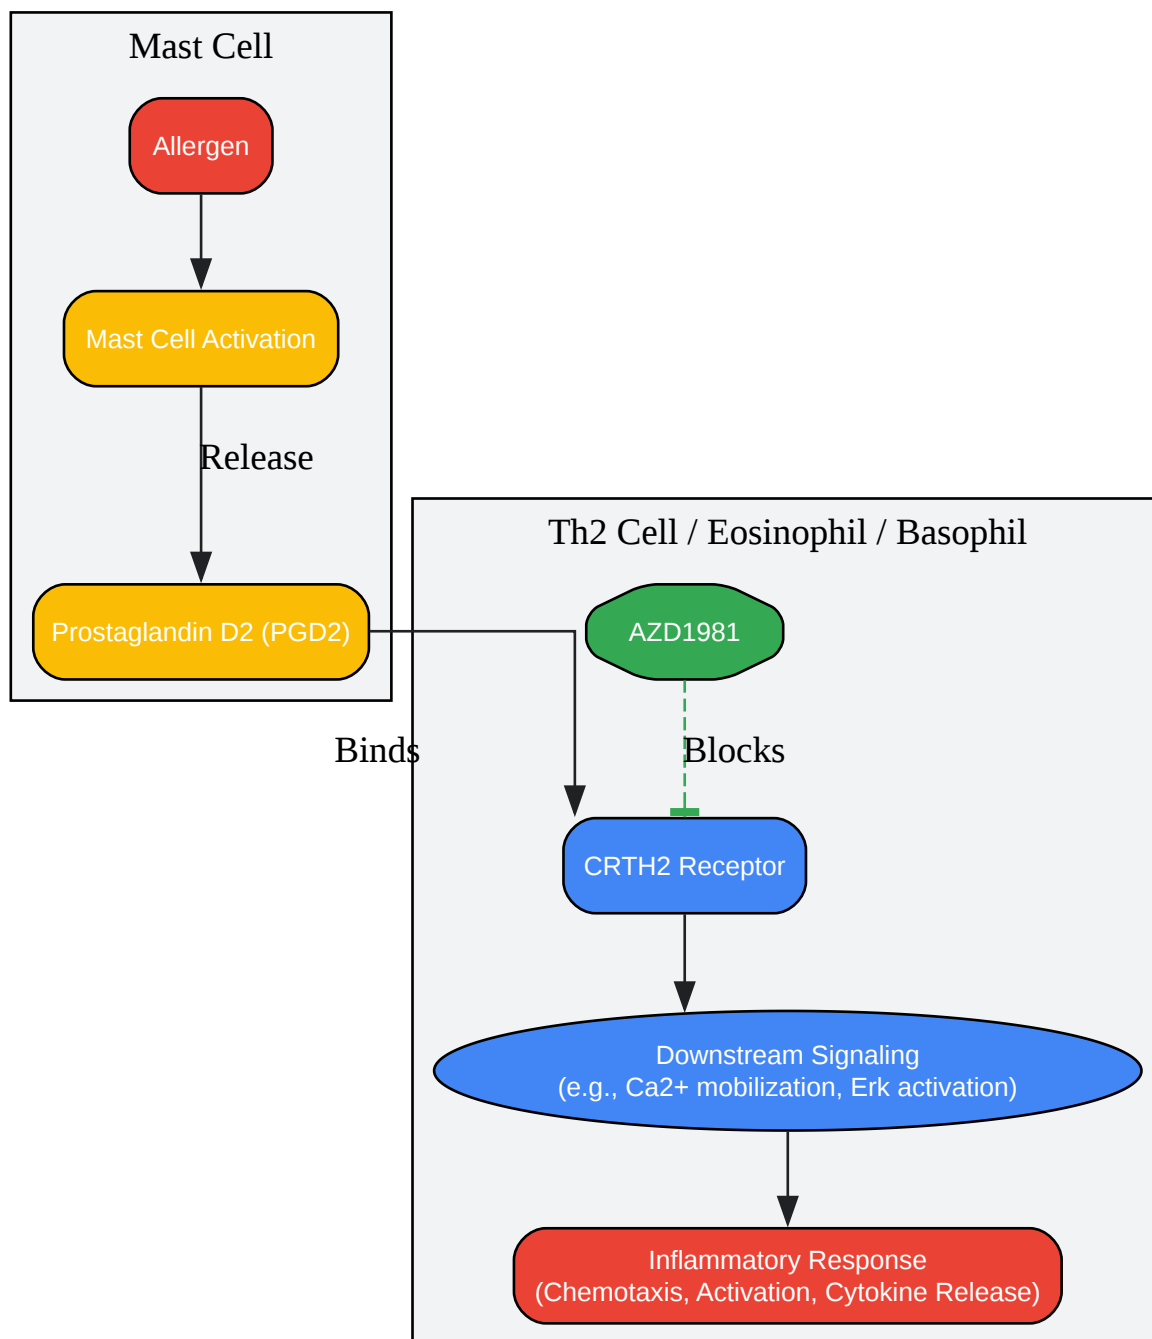 Mast Cell
Allergen
Mast Cell Activation
Release
Prostaglandin D2 (PGD2)
Binds
Th2 Cell / Eosinophil / Basophil
AZD1981
Blocks
CRTH2 Receptor
Downstream Signaling
(e.g., Ca2+ mobilization, Erk activation)
Inflammatory Response
(Chemotaxis, Activation, Cytokine Release)